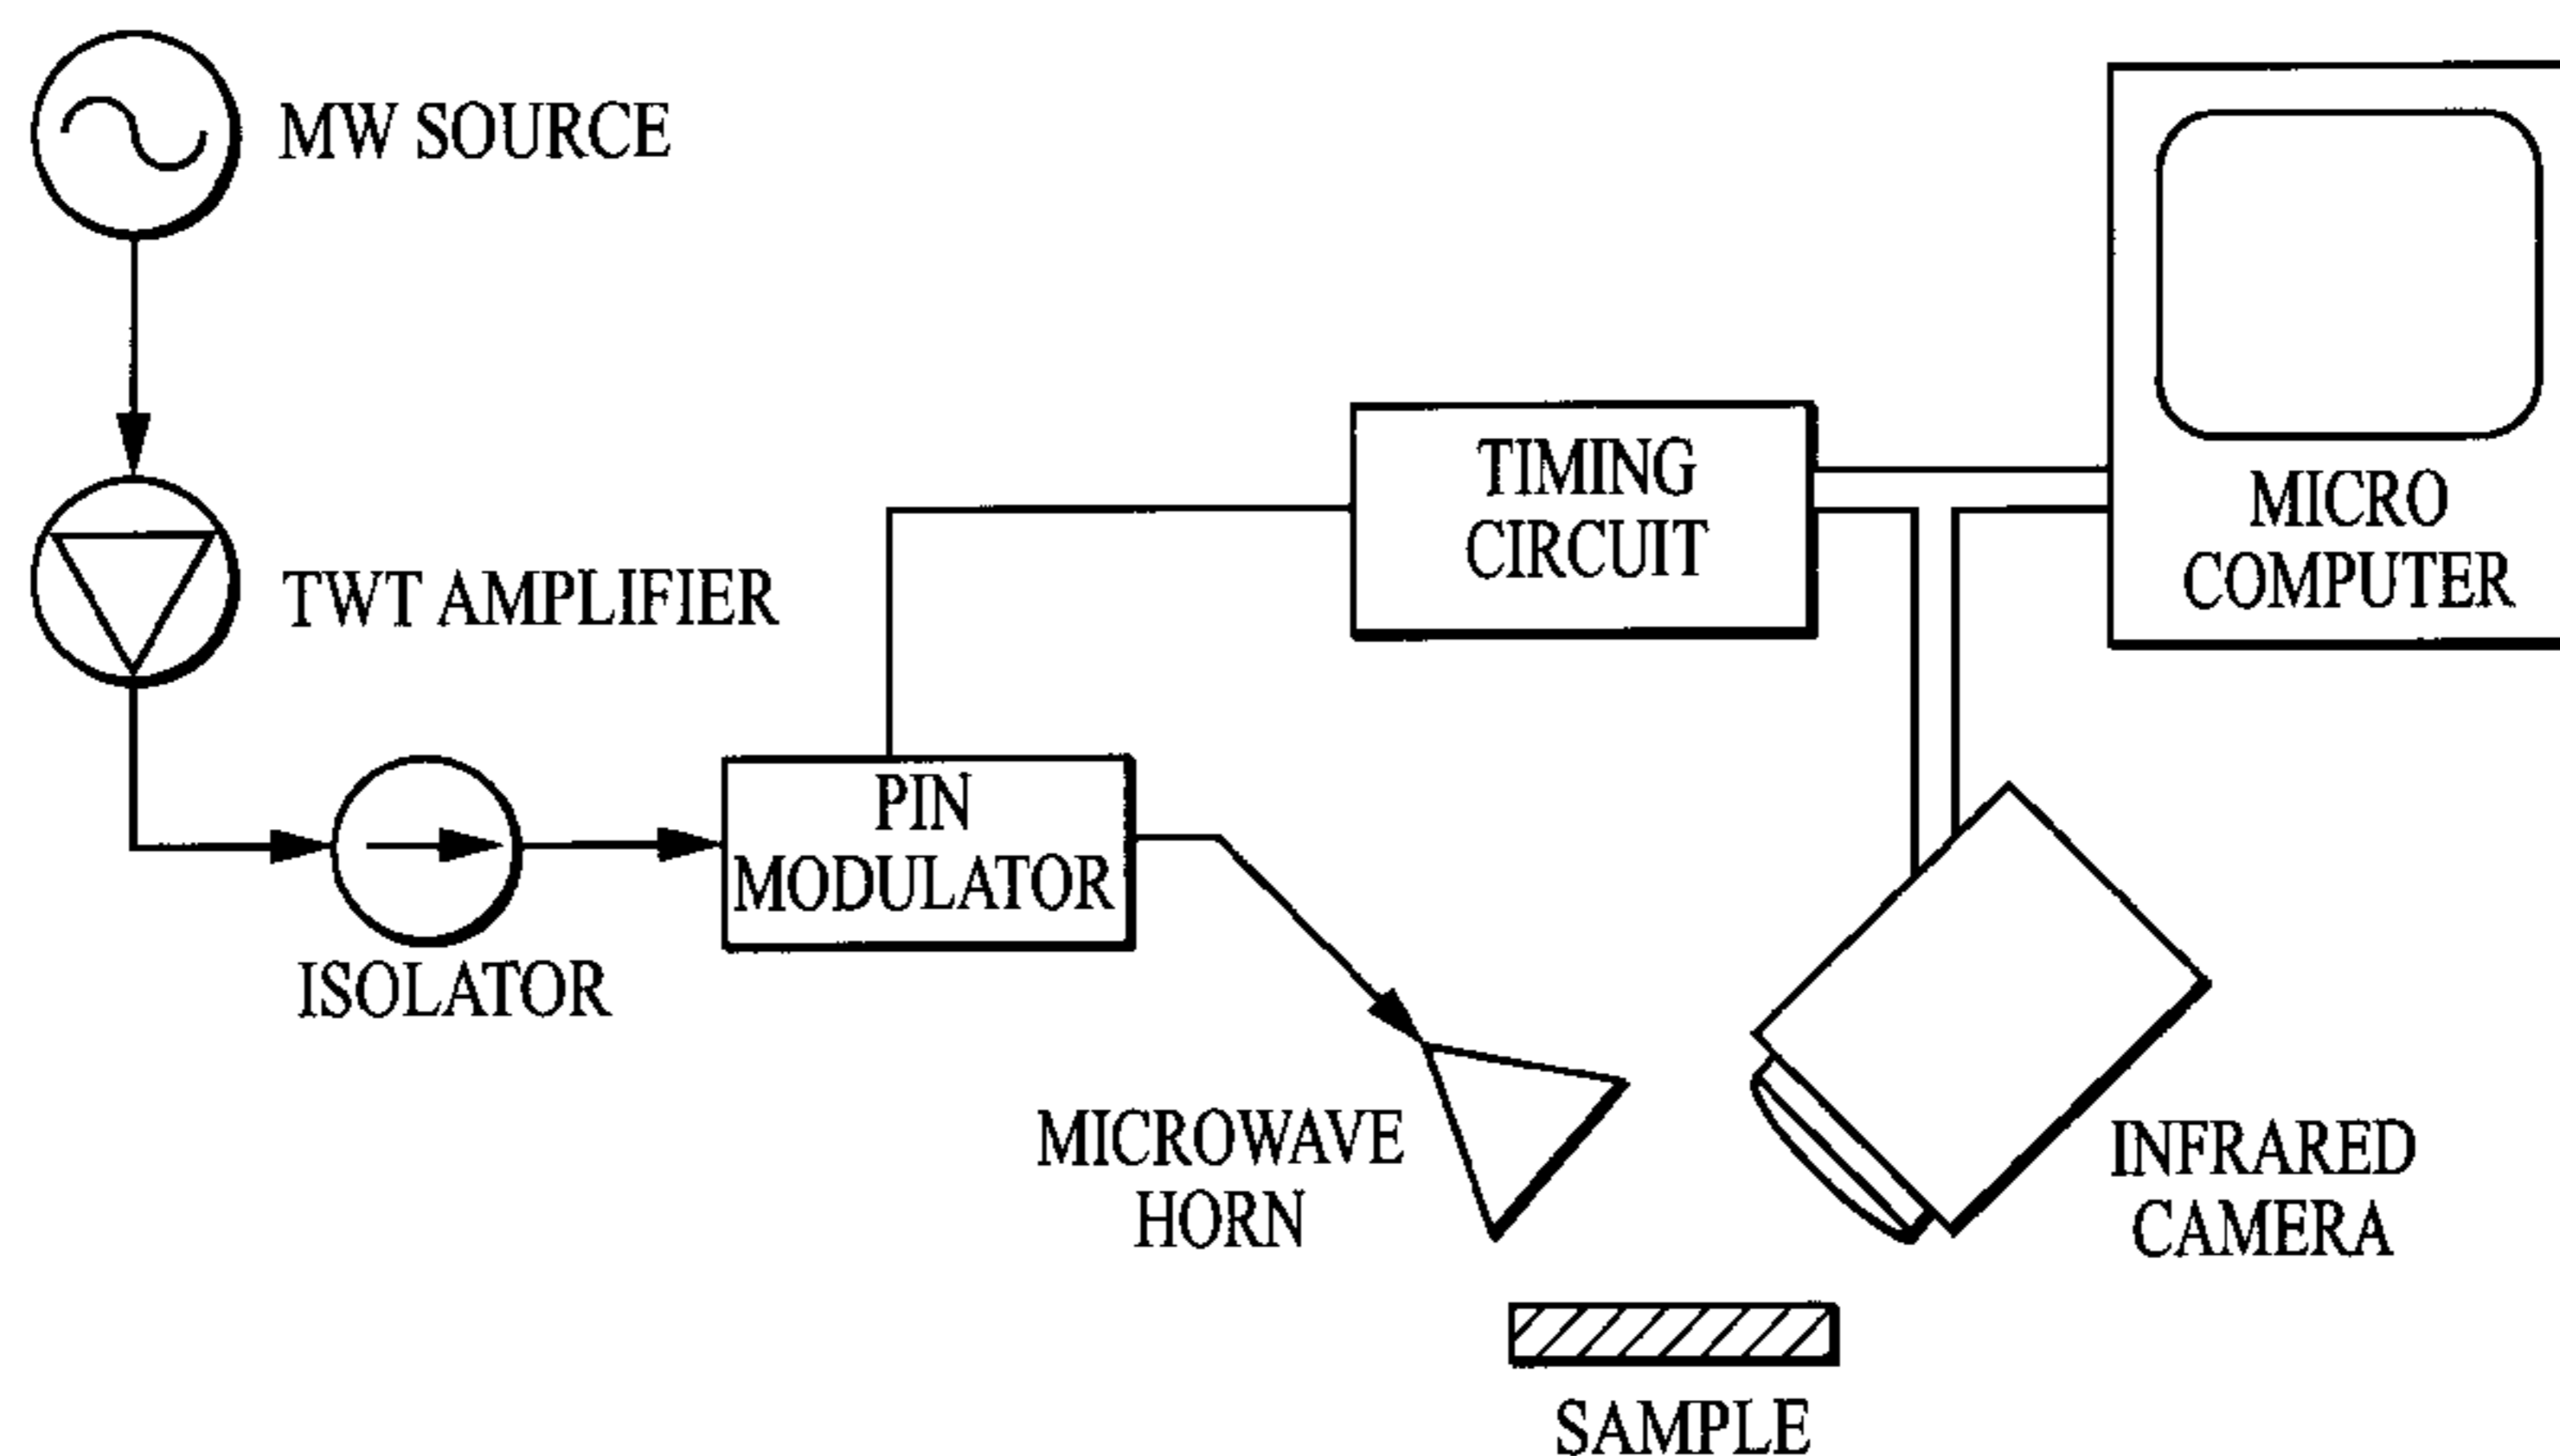 MW SOURCE
TWT AMPLIFIER
ISOLATOR
PIN
MODULATOR
TIMING
CIRCUIT
MICRO
COMPUTER
MICROWAVE
HORN
INFRARED
CAMERA
SAMPLE